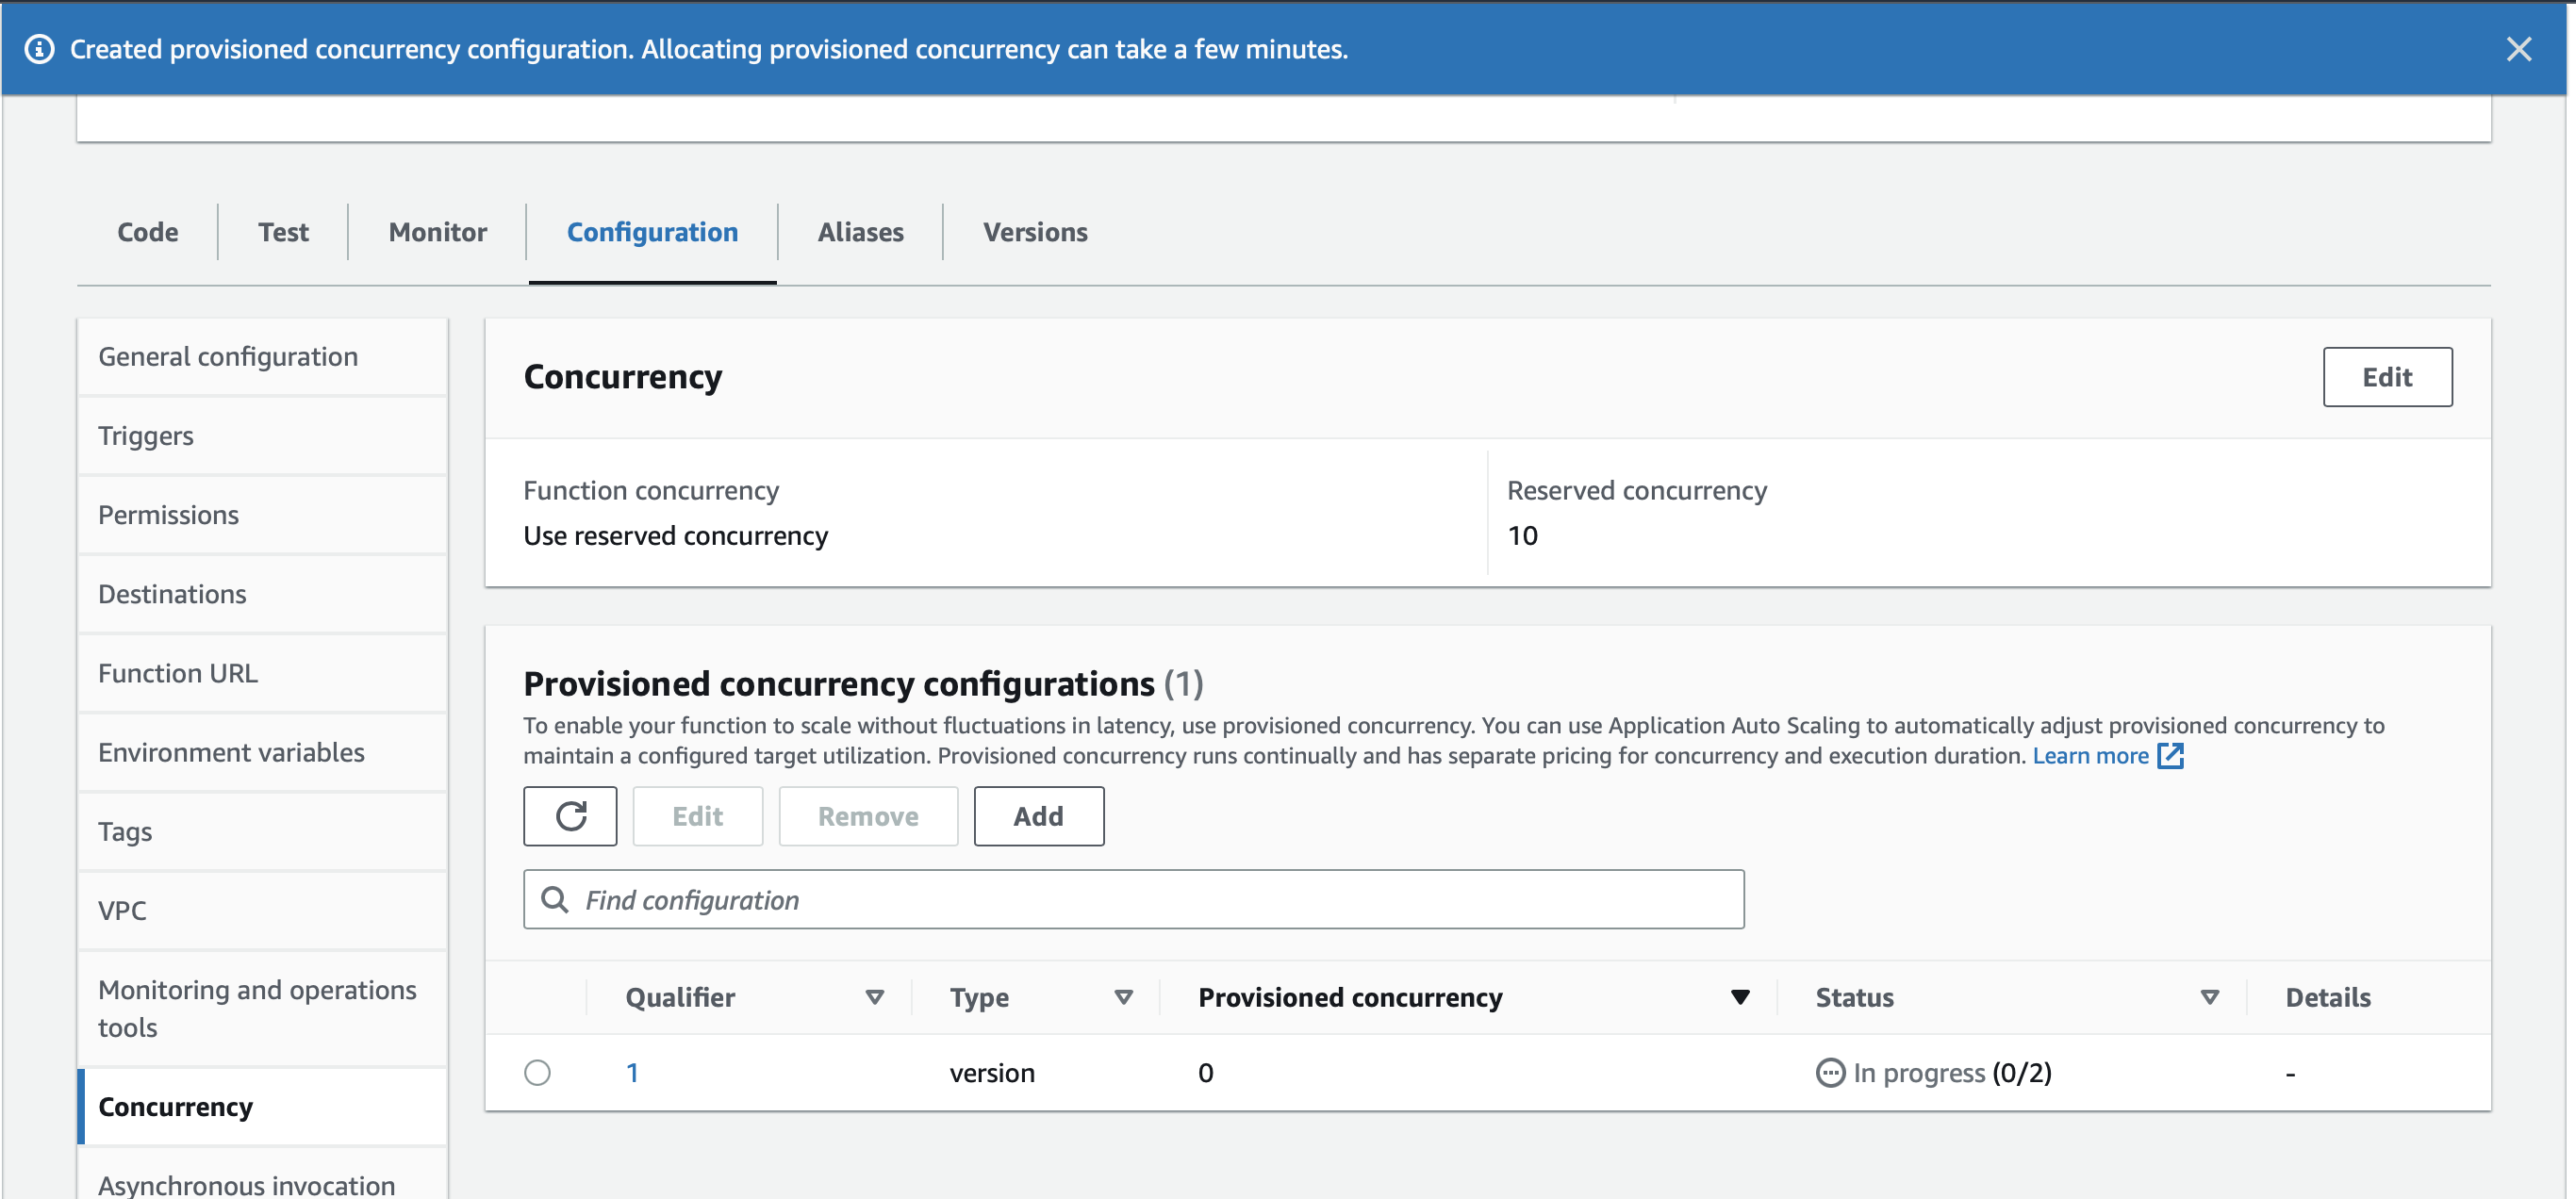 Created provisioned concurrency configuration. Allocating provisioned concurrency can take a few minutes.
Code
Test
Monitor
Configuration
Aliases
Versions
General configuration
Triggers
Permissions
Destinations
Function URL
Environment variables
Tags
VPC
Monitoring and operations
tools
Concurrency
Asynchronous invocation
Concurrency
Edit
Function concurrency
Use reserved concurrency
Reserved concurrency
10
Provisioned concurrency configurations (1)
To enable your function to scale without fluctuations in latency, use provisioned concurrency. You can use Application Auto Scaling to automatically adjust provisioned concurrency to
maintain a configured target utilization. Provisioned concurrency runs continually and has separate pricing for concurrency and execution duration. Learn more
Edit
Remove
Add
Find configuration
Qualifier
Type
Provisioned concurrency
Status
Details
1
version
0
In progress (0/2)
-